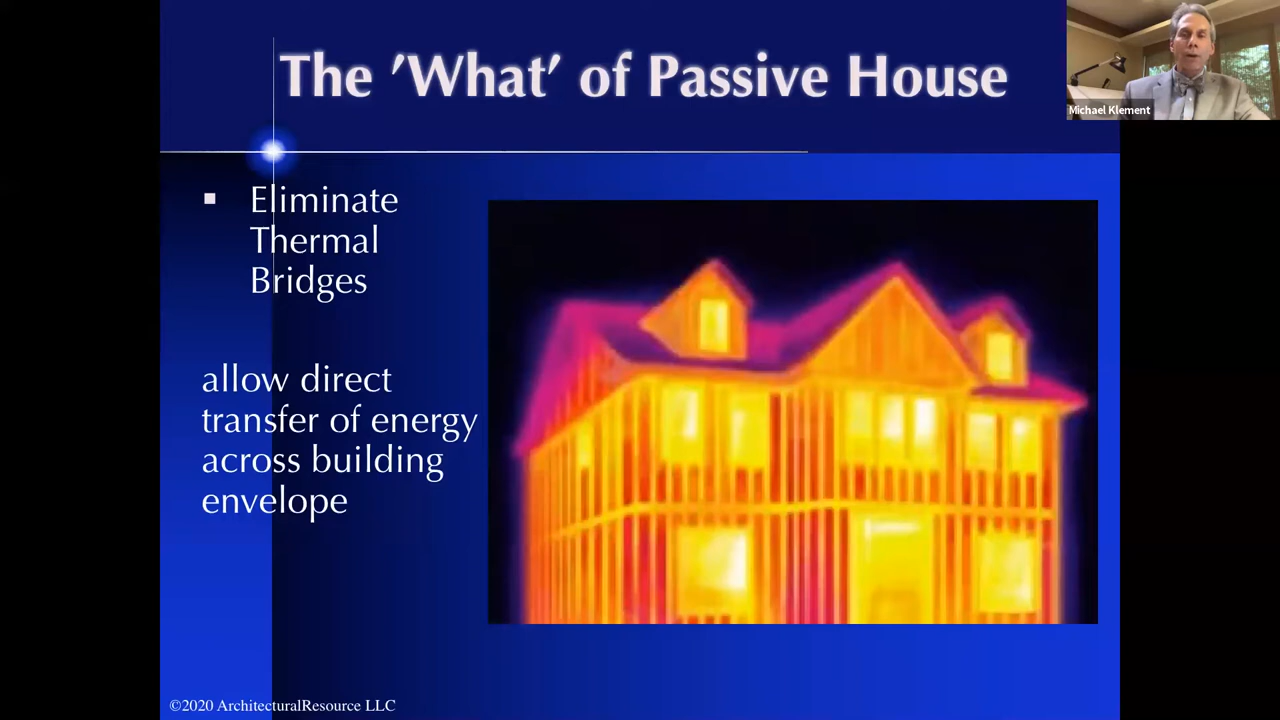 The ’What’ of Passive House
Michael Klement
▪ Eliminate
Thermal
Bridges
allow direct
transfer of energy
across building
envelope
©2020 ArchitecturalResource LLC